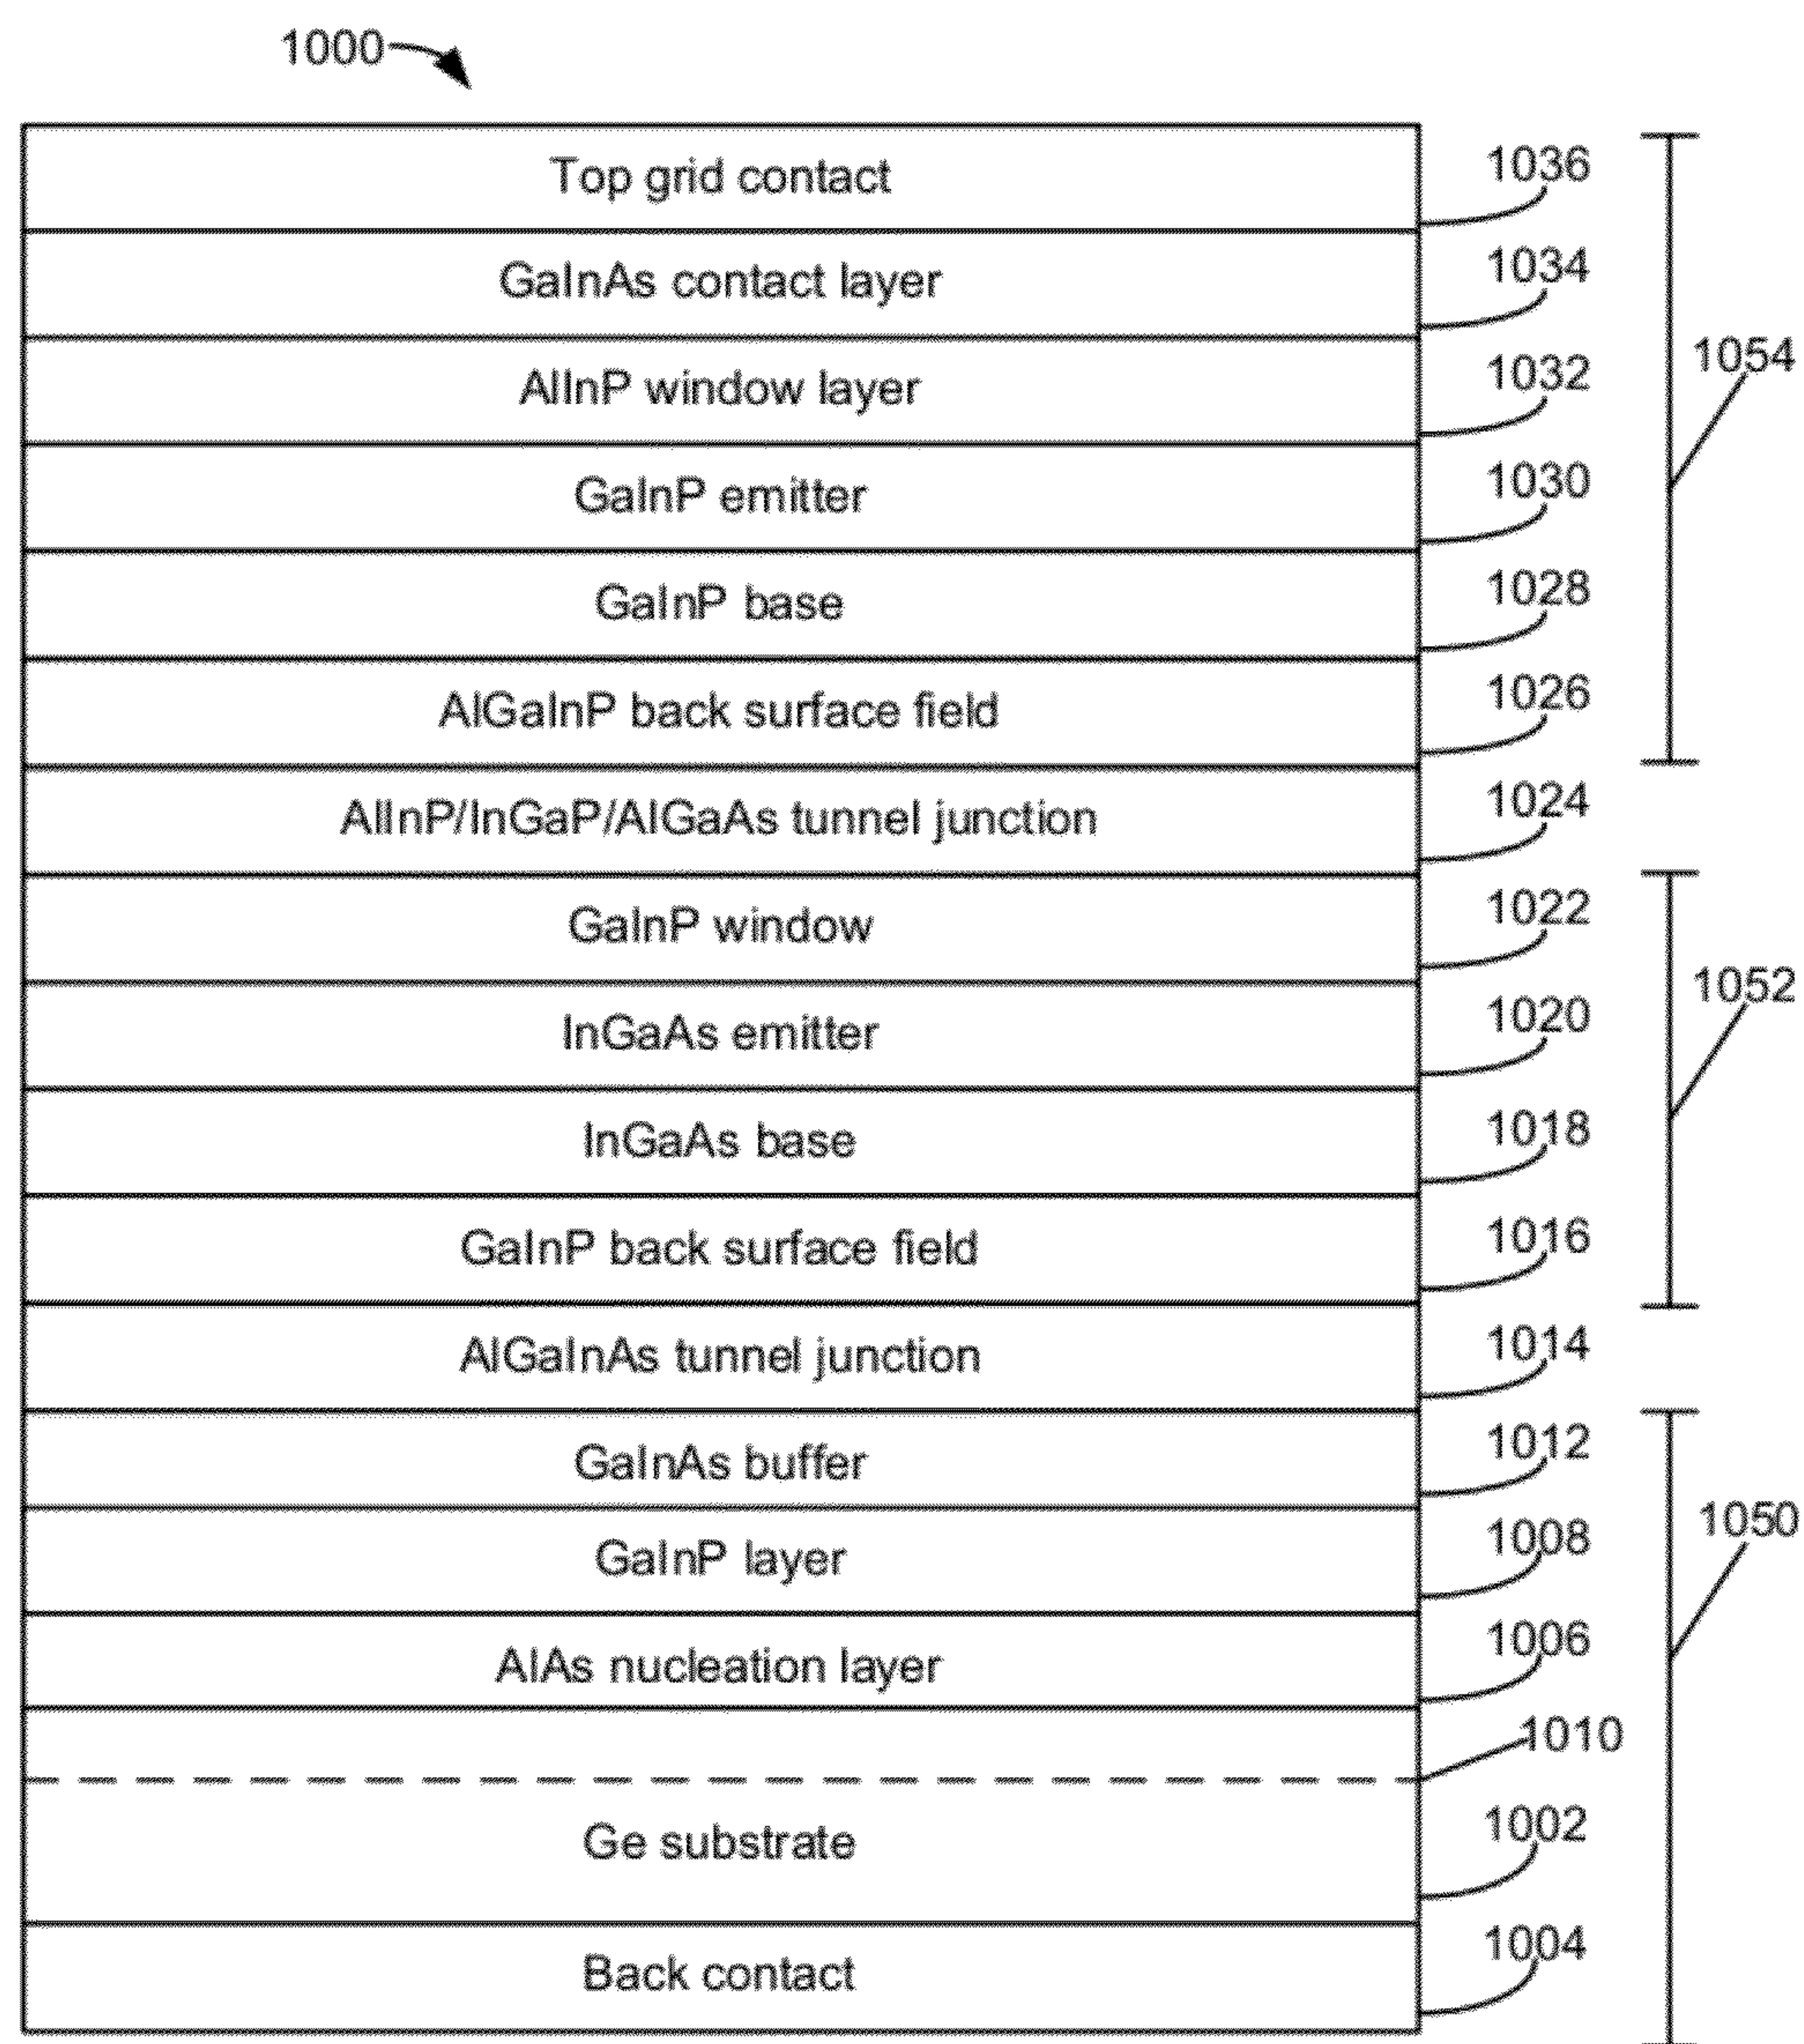 1000
Top grid contact 1036
GaInAs contact layer 1034
1054
AlInP window layer 1032
GaInP emitter 1030
GaInP base 1028
AlGaInP back surface field 1026
AlInP/InGaP/AlGaAs tunnel junction 1024
GaInP window 1022
1052
InGaAs emitter 1020
InGaAs base 1018
GaInP back surface field 1016
AlGaInAs tunnel junction 1014
GaInAs buffer 1012
1050
GaInP layer 1008
AlAs nucleation layer 1006
1010
Ge substrate 1002
Back contact 1004